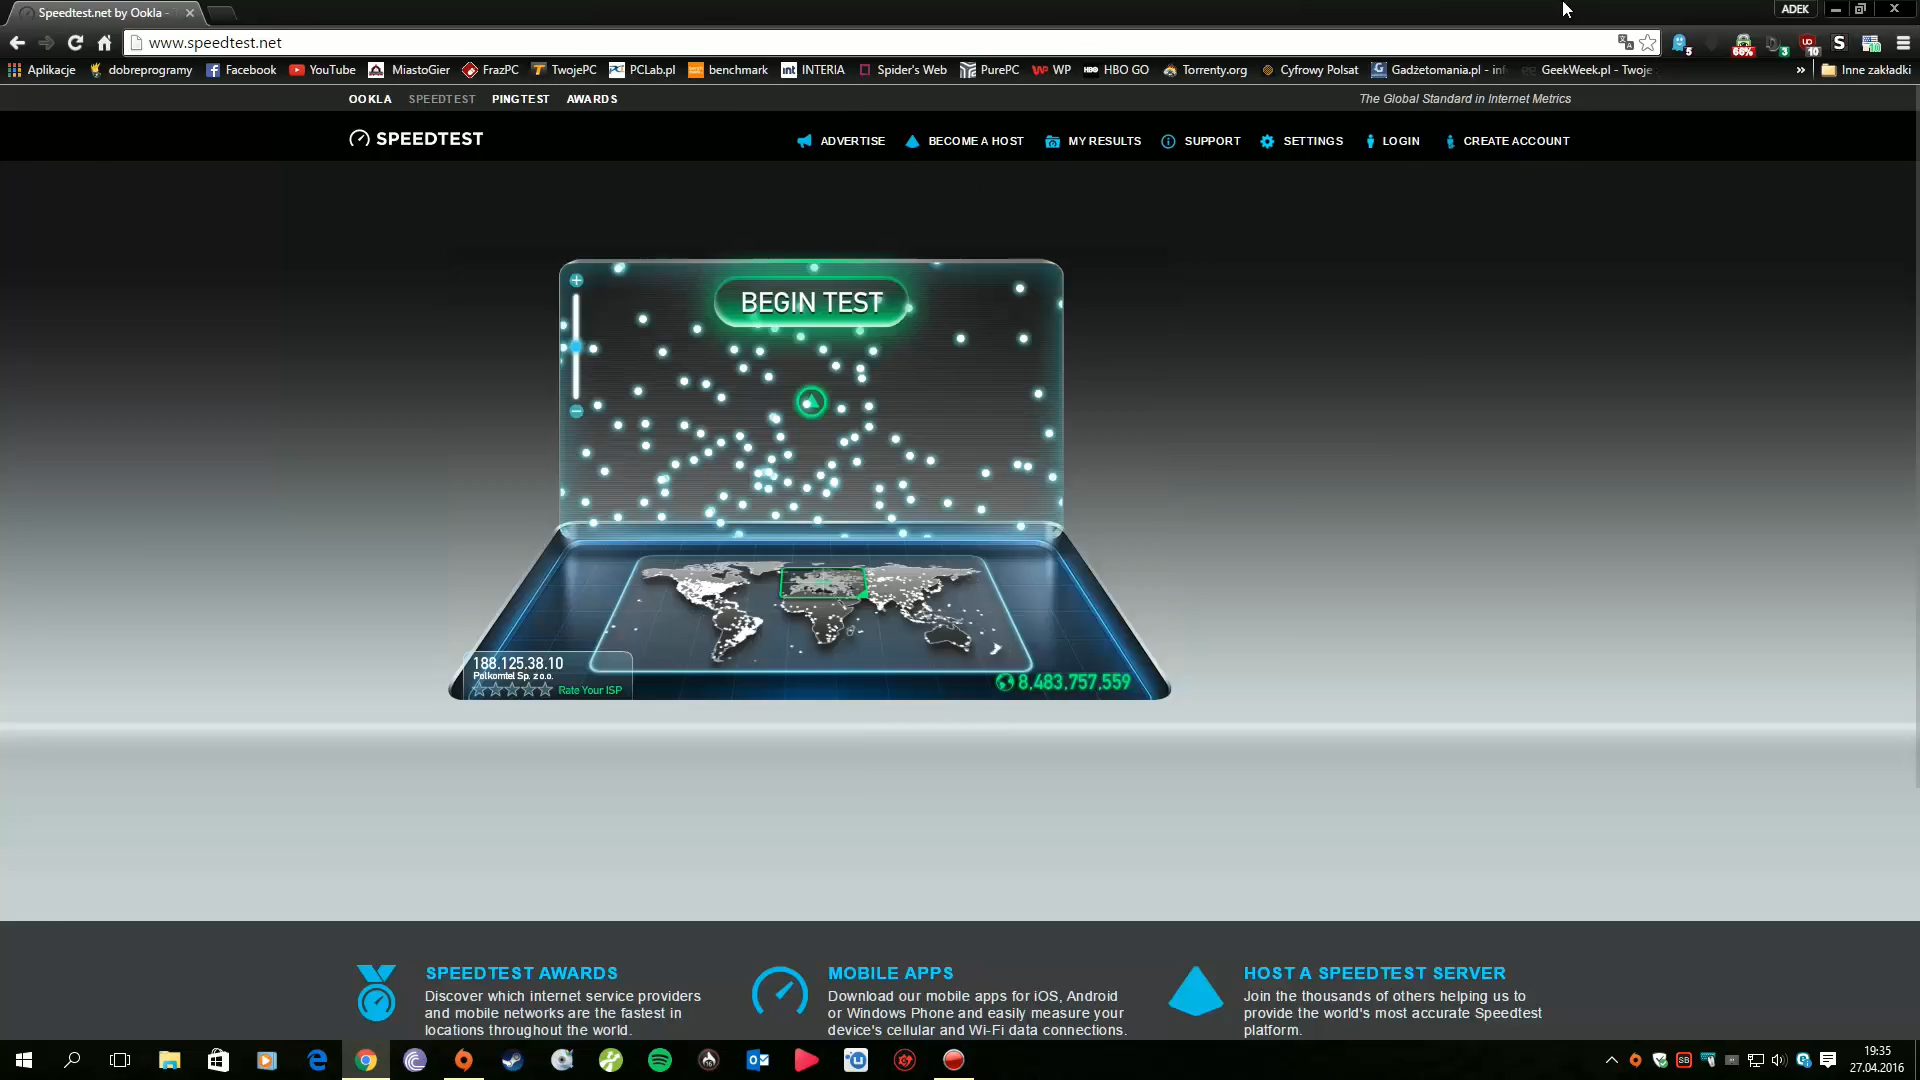 Speedtest.net by Ookla -
ADEK
www.speedtest.net
5
66%
3
10
Aplikacje
dobreprogramy
Facebook
YouTube
MiastoGier
FrazPC
TwojePC
PCLab.pl
benchmark
int INTERIA
Spider's Web
PurePC
WP
HBO GO
Torrenty.org
Cyfrowy Polsat
Gadżetomania.pl - inf
GeekWeek.pl - Twoje
»
Inne zakładki
OOKLA SPEEDTEST PINGTEST AWARDS
The Global Standard in Internet Metrics
SPEEDTEST
ADVERTISE
BECOME A HOST
MY RESULTS
SUPPORT
SETTINGS
LOGIN
CREATE ACCOUNT
BEGIN TEST
188.125.38.10
Polkomtel Sp. z o.o.
Rate Your ISP
8,483,757,559
SPEEDTEST AWARDS
Discover which internet service providers
and mobile networks are the fastest in
locations throughout the world.
MOBILE APPS
Download our mobile apps for iOS, Android
or Windows Phone and easily measure your
device's cellular and Wi-Fi data connections.
HOST A SPEEDTEST SERVER
Join the thousands of others helping us to
provide the world's most accurate Speedtest
platform.
19:35
27.04.2016